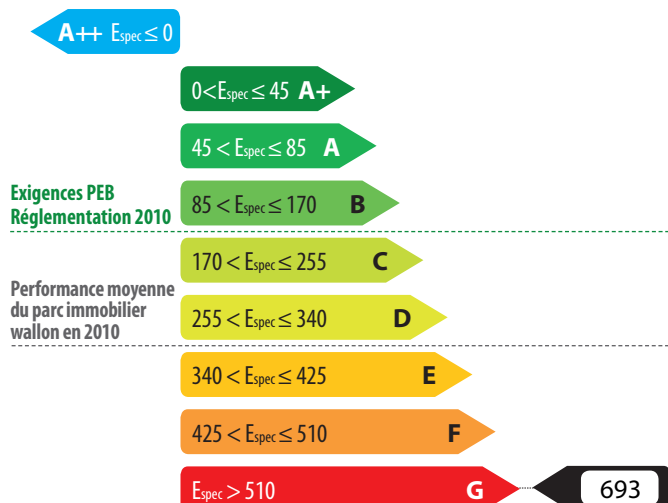 A++ Espec ≤ 0
0<Espec ≤ 45 A+
45 < Espec ≤ 85 A
Exigences PEB
Réglementation 2010
85 < Espec ≤ 170 B
170 < Espec ≤ 255 C
Performance moyenne
du parc immobilier
wallon en 2010
255 < Espec ≤ 340 D
340 < Espec ≤ 425 E
425 < Espec ≤ 510 F
Espec > 510 G 693